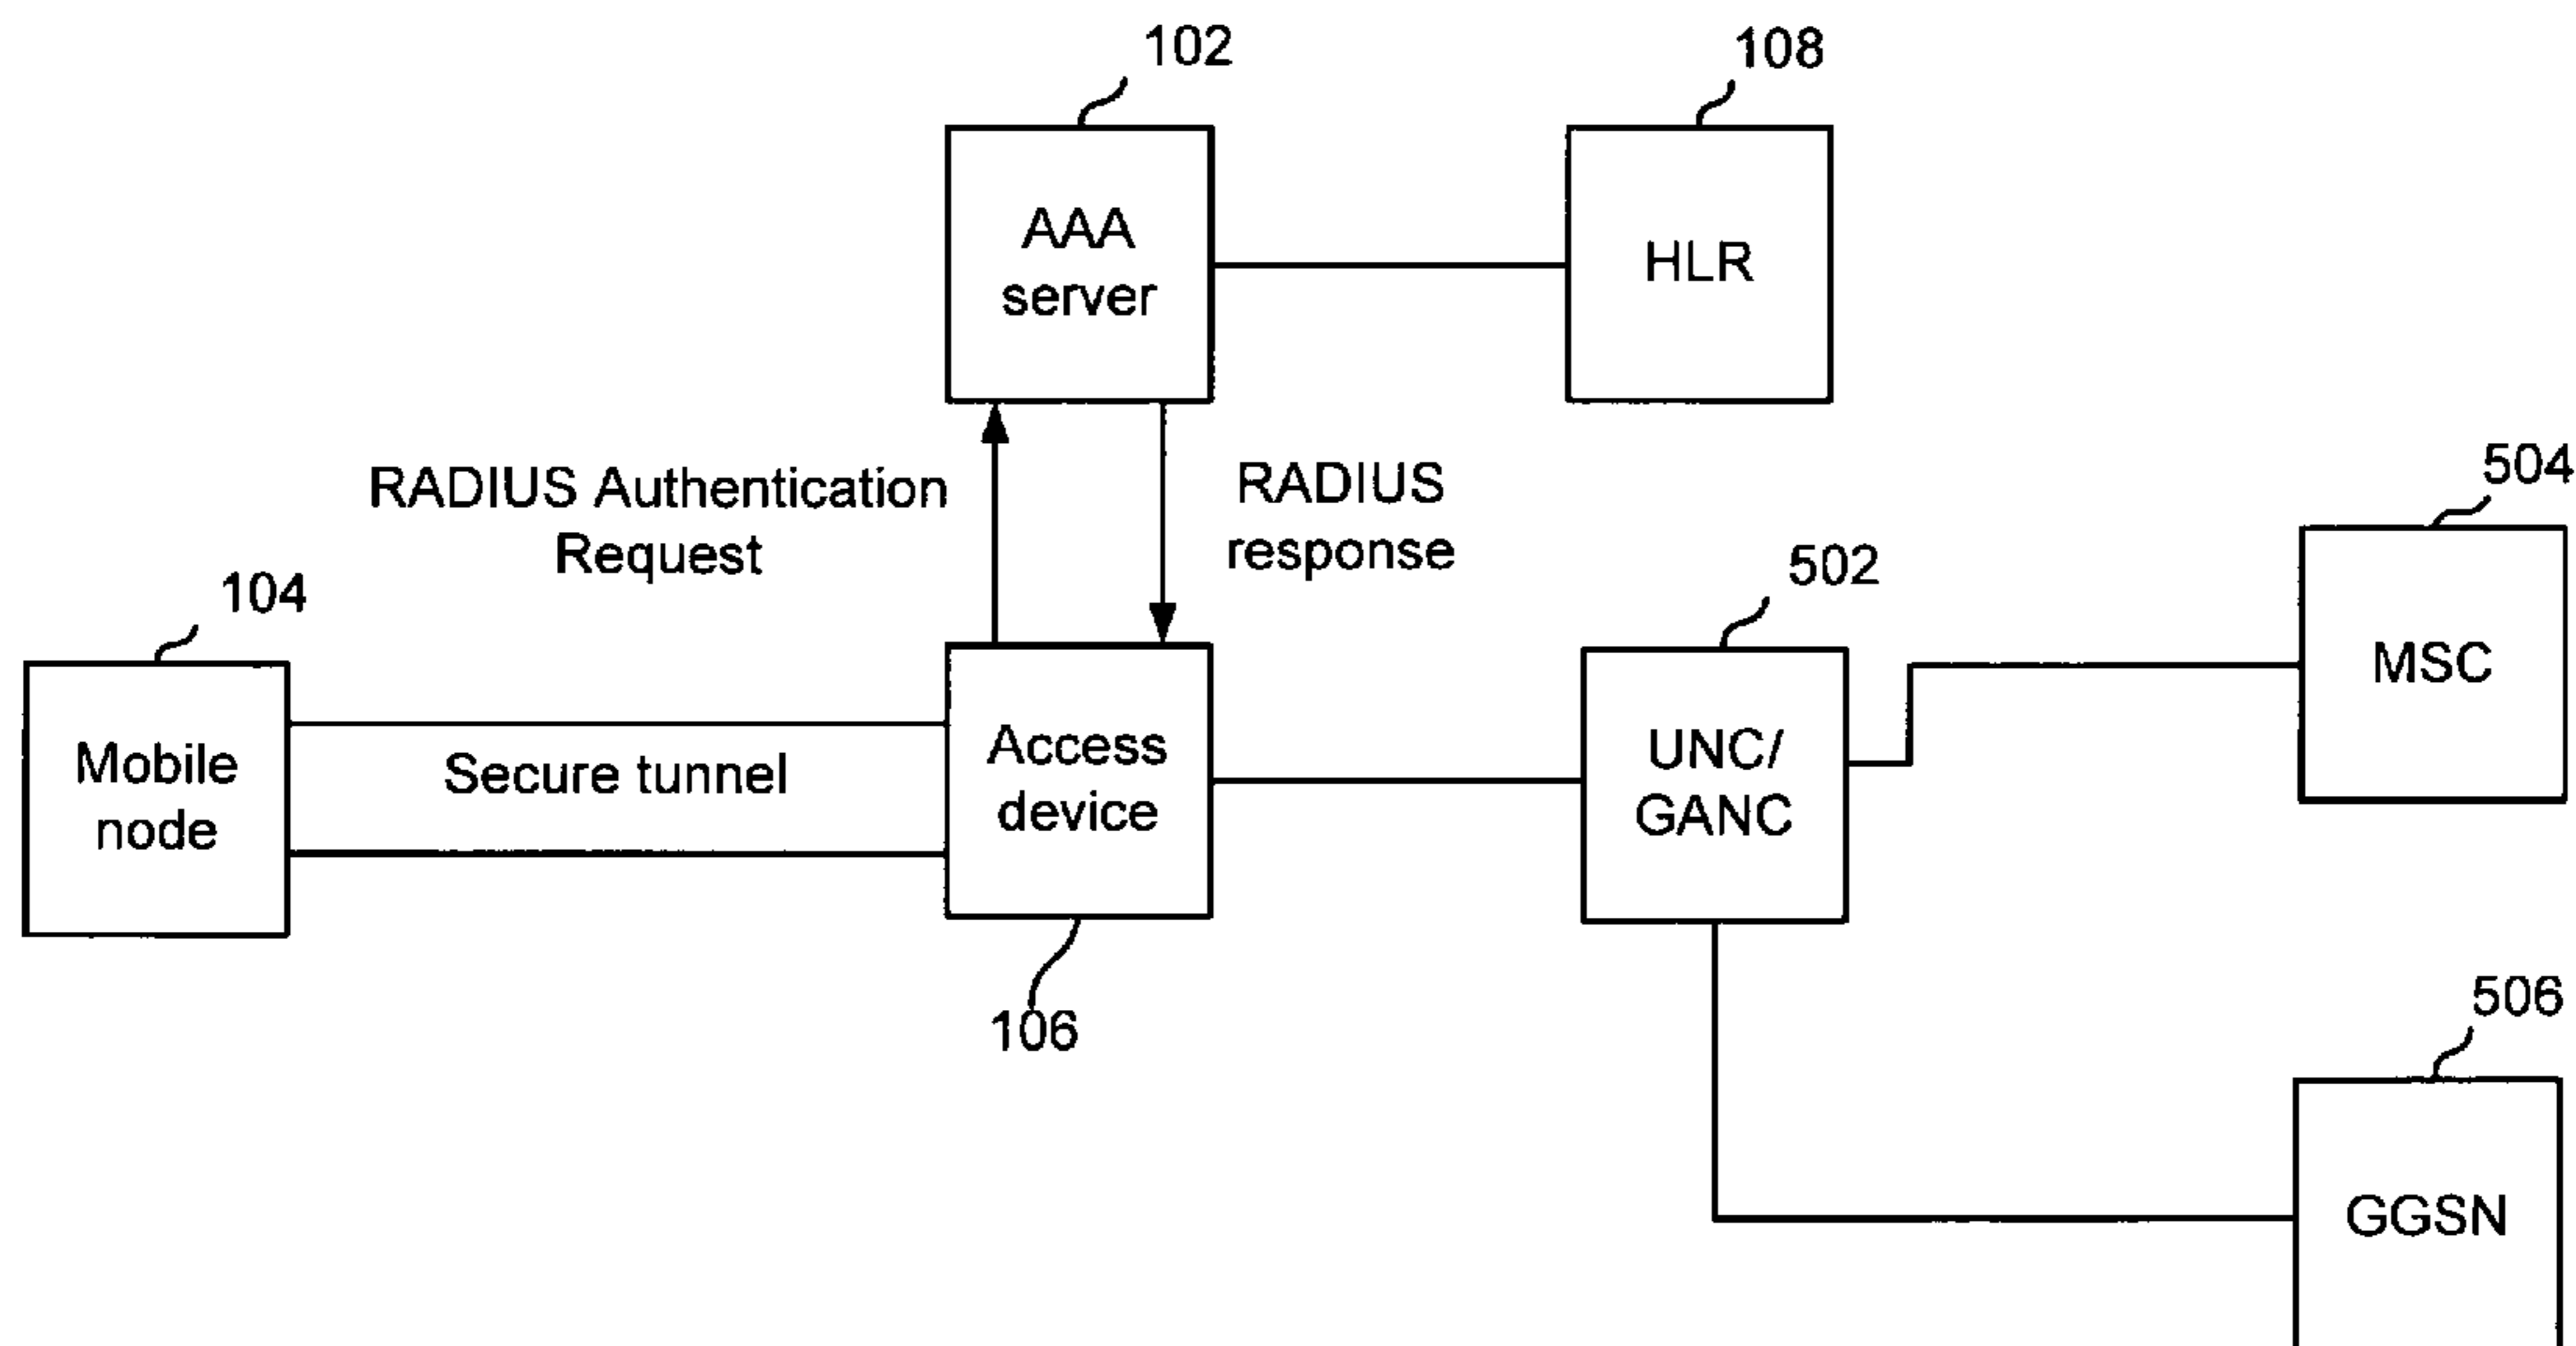 102
108
AAA
server
HLR
RADIUS Authentication
Request
RADIUS
response
504
MSC
502
104
Mobile
node
Secure tunnel
Access
device
UNC/
GANC
106
506
GGSN